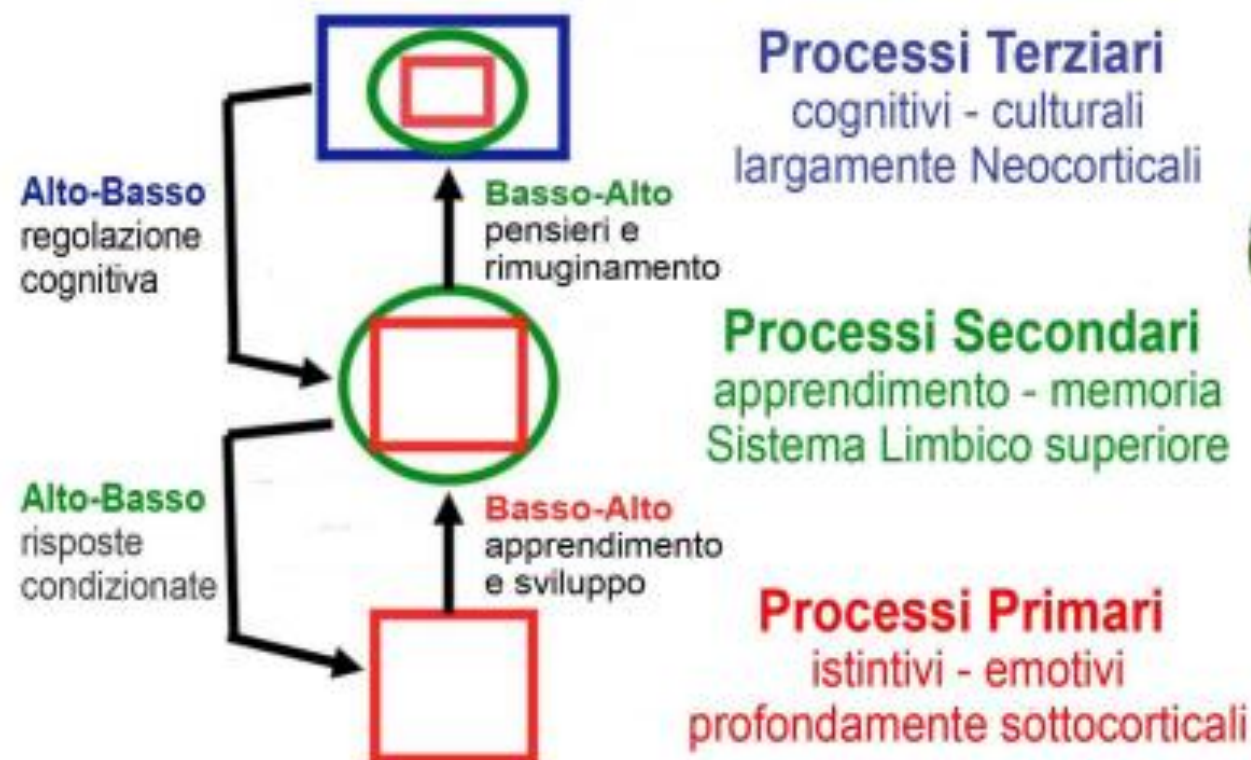 Processi Terziari
cognitivi - culturali
largamente Neocorticali
Alto-Basso
regolazione
cognitiva
Basso-Alto
pensieri e
rimuginamento
Processi Secondari
apprendimento - memoria
Sistema Limbico superiore
Alto-Basso
risposte
condizionate
Basso-Alto
apprendimento
e sviluppo
Processi Primari
istintivi - emotivi
profondamente sottocorticali